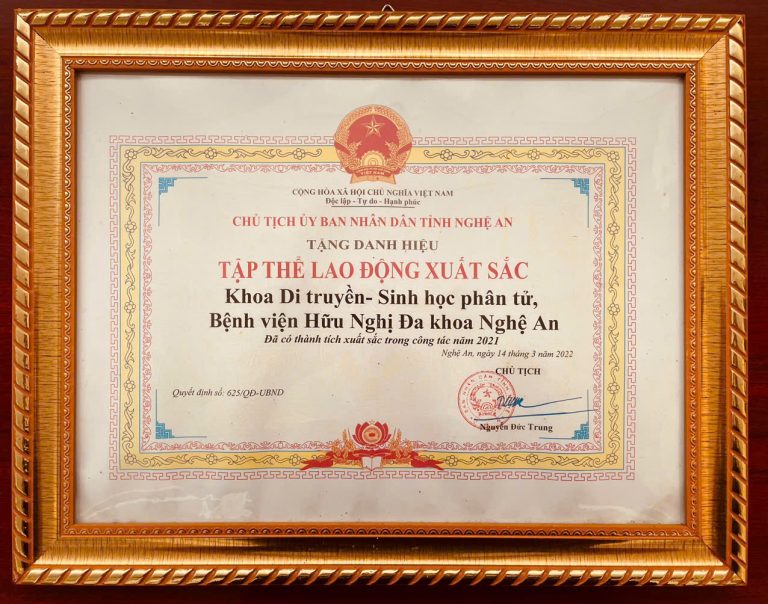 VIỆT NAM
CỘNG HÒA XÃ HỘI CHỦ NGHĨA VIỆT NAM
Độc lập - Tự do - Hạnh phúc
CHỦ TỊCH ỦY BAN NHÂN DÂN TỈNH NGHỆ AN
TẶNG DANH HIỆU
TẬP THỂ LAO ĐỘNG XUẤT SẮC
Khoa Di truyền- Sinh học phân tử,
Bệnh viện Hữu Nghị Đa khoa Nghệ An
Đã có thành tích xuất sắc trong công tác năm 2021
Nghệ An, ngày 14 tháng 3 năm 2022
CHỦ TỊCH
Quyết định số: 625/QĐ-UBND
Nguyễn Đức Trung